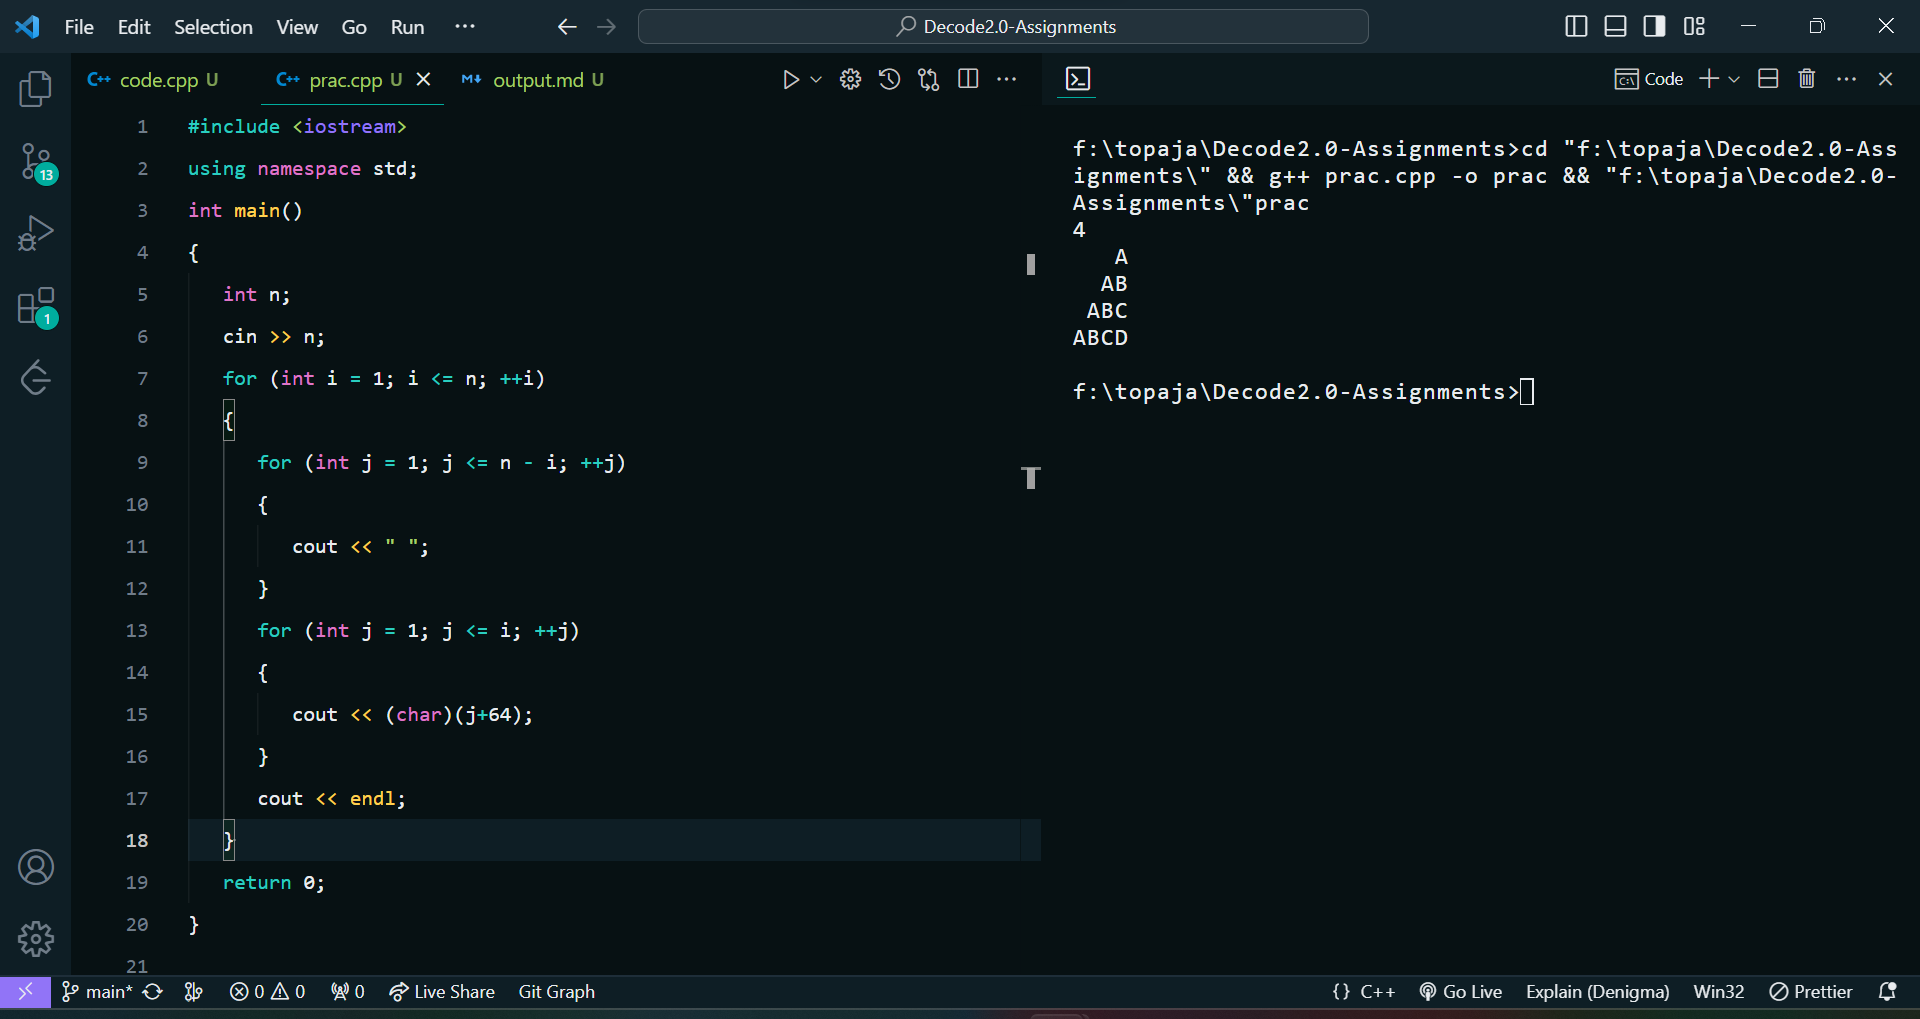 File Edit Selection View Go Run ··· Decode2.0-Assignments
C++ code.cpp U C++ prac.cpp U M↓ output.md U Code
1 #include <iostream>
2 using namespace std;
3 int main()
4 {
5 int n;
6 cin >> n;
7 for (int i = 1; i <= n; ++i)
8 {
9 for (int j = 1; j <= n - i; ++j)
10 {
11 cout << " ";
12 }
13 for (int j = 1; j <= i; ++j)
14 {
15 cout << (char)(j+64);
16 }
17 cout << endl;
18 }
19 return 0;
20 }
21
f:\topaja\Decode2.0-Assignments>cd "f:\topaja\Decode2.0-Ass
ignments\" && g++ prac.cpp -o prac && "f:\topaja\Decode2.0-
Assignments\"prac
4
   A
  AB
 ABC
ABCD
f:\topaja\Decode2.0-Assignments>
13
1
main* 0 0 0 Live Share Git Graph {} C++ Go Live Explain (Denigma) Win32 Prettier